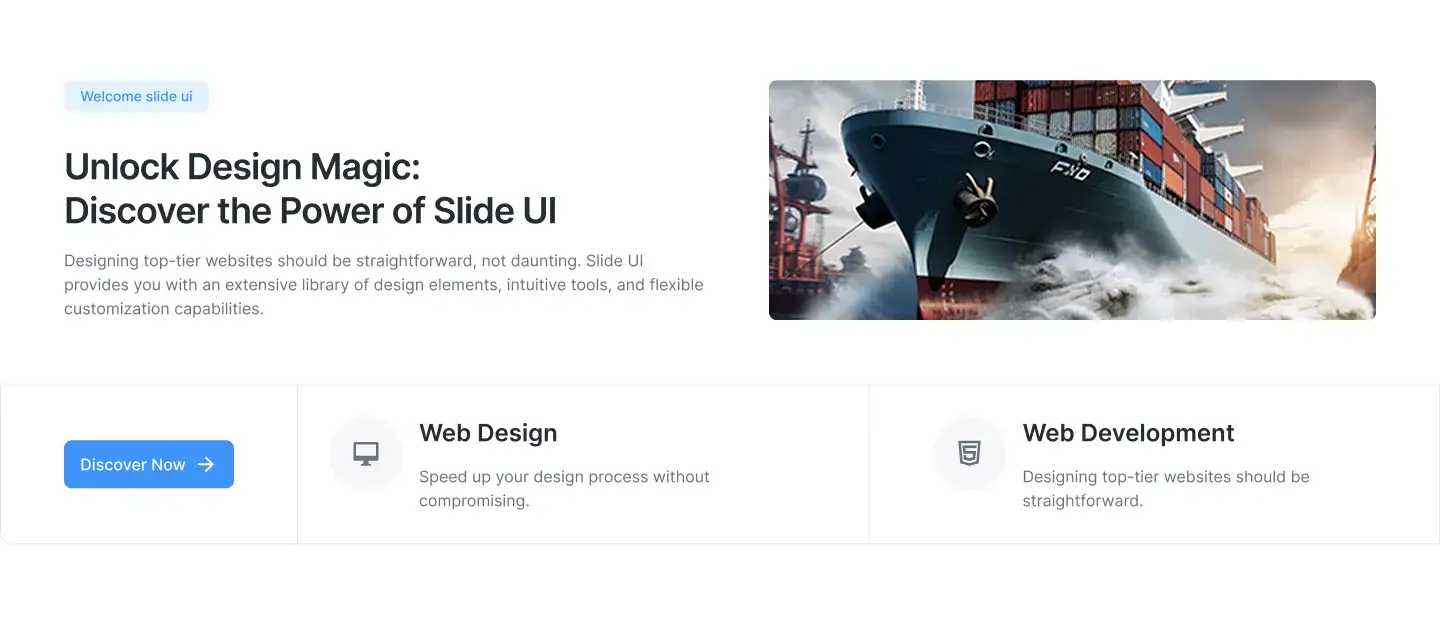 Welcome slide ui
Unlock Design Magic:
Discover the Power of Slide UI
Designing top-tier websites should be straightforward, not daunting. Slide UI
provides you with an extensive library of design elements, intuitive tools, and flexible
customization capabilities.
Discover Now
Web Design
Speed up your design process without
compromising.
Web Development
Designing top-tier websites should be
straightforward.